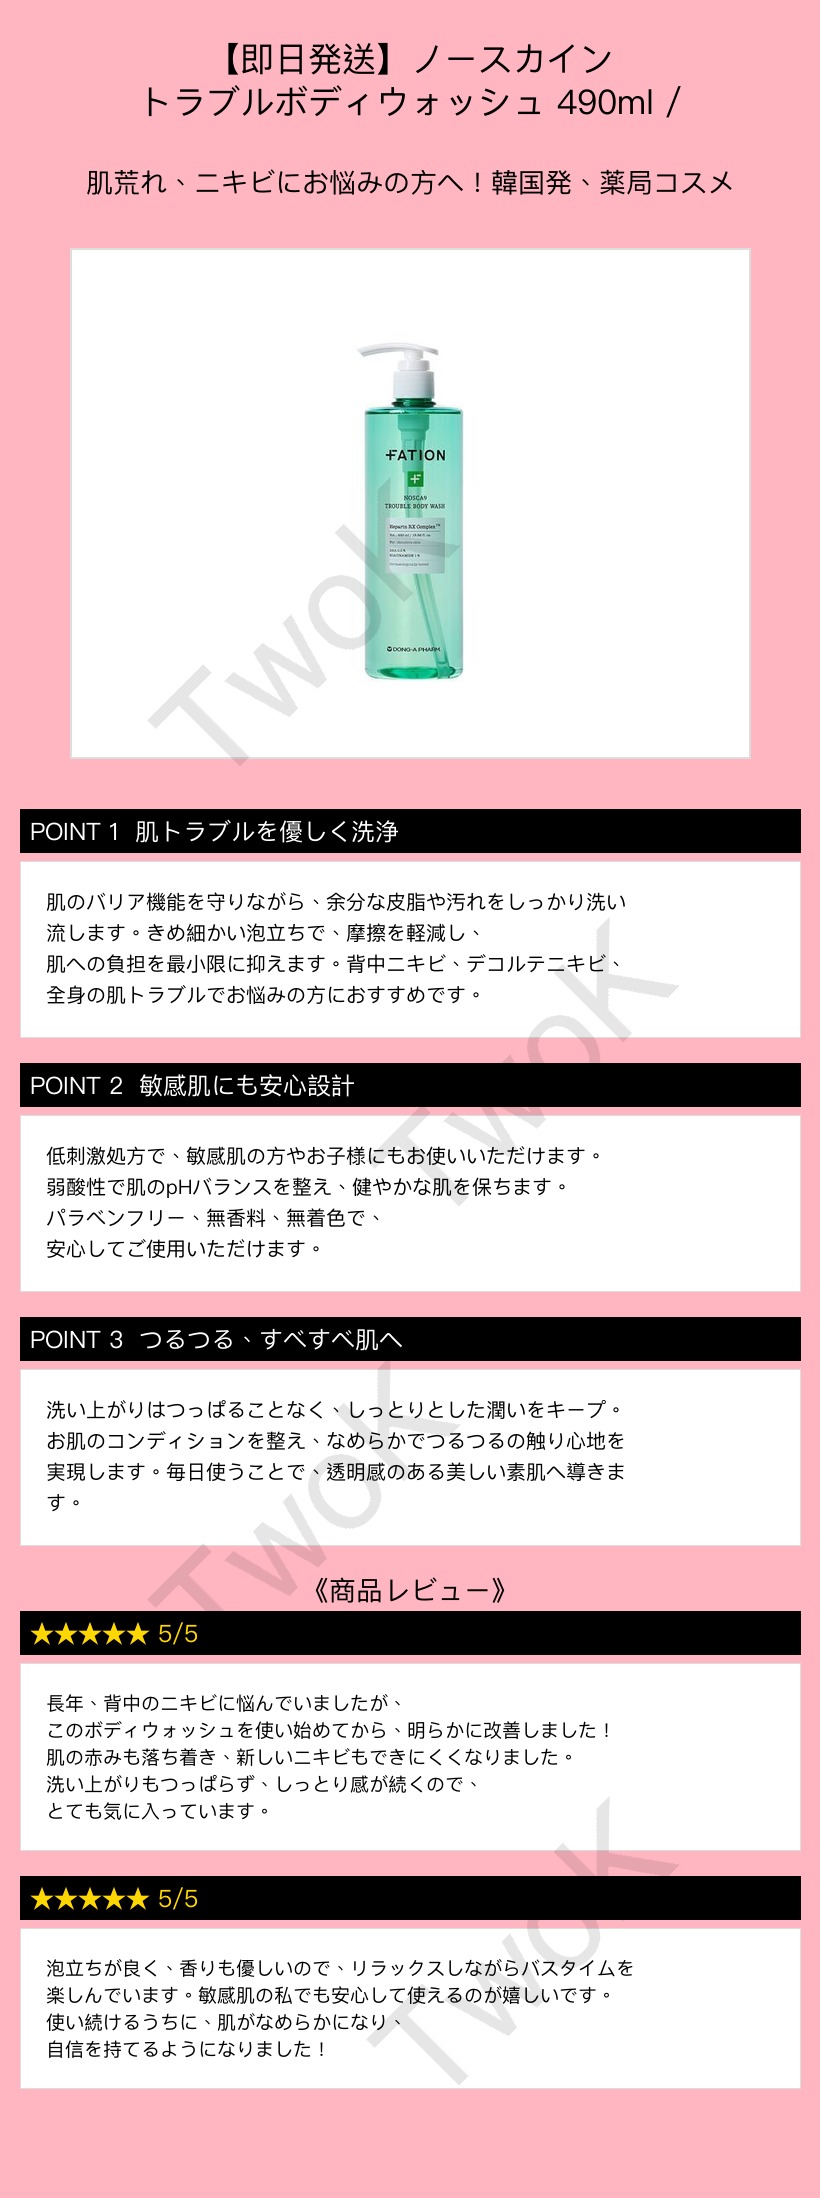 【即日発送】ノースカイン
トラブルボディウォッシュ 490ml /
肌荒れ、ニキビにお悩みの方へ！韓国発、薬局コスメ
FATION
NOSCA9
TROUBLE BODY WASH
Heparin RX Complex™
DONG-A PHARM
TwoK
POINT 1 肌トラブルを優しく洗浄
肌のバリア機能を守りながら、余分な皮脂や汚れをしっかり洗い
流します。きめ細かい泡立ちで、摩擦を軽減し、
肌への負担を最小限に抑えます。背中ニキビ、デコルテニキビ、
全身の肌トラブルでお悩みの方におすすめです。
TwoK
POINT 2 敏感肌にも安心設計
低刺激処方で、敏感肌の方やお子様にもお使いいただけます。
弱酸性で肌のpHバランスを整え、健やかな肌を保ちます。
パラベンフリー、無香料、無着色で、
安心してご使用いただけます。
POINT 3 つるつる、すべすべ肌へ
洗い上がりはつっぱることなく、しっとりとした潤いをキープ。
お肌のコンディションを整え、なめらかでつるつるの触り心地を
実現します。毎日使うことで、透明感のある美しい素肌へ導きま
す。
TwoK
《商品レビュー》
★★★★★ 5/5
長年、背中のニキビに悩んでいましたが、
このボディウォッシュを使い始めてから、明らかに改善しました！
肌の赤みも落ち着き、新しいニキビもできにくくなりました。
洗い上がりもつっぱらず、しっとり感が続くので、
とても気に入っています。
★★★★★ 5/5
泡立ちが良く、香りも優しいので、リラックスしながらバスタイムを
楽しんでいます。敏感肌の私でも安心して使えるのが嬉しいです。
使い続けるうちに、肌がなめらかになり、
自信を持てるようになりました！
TwoK